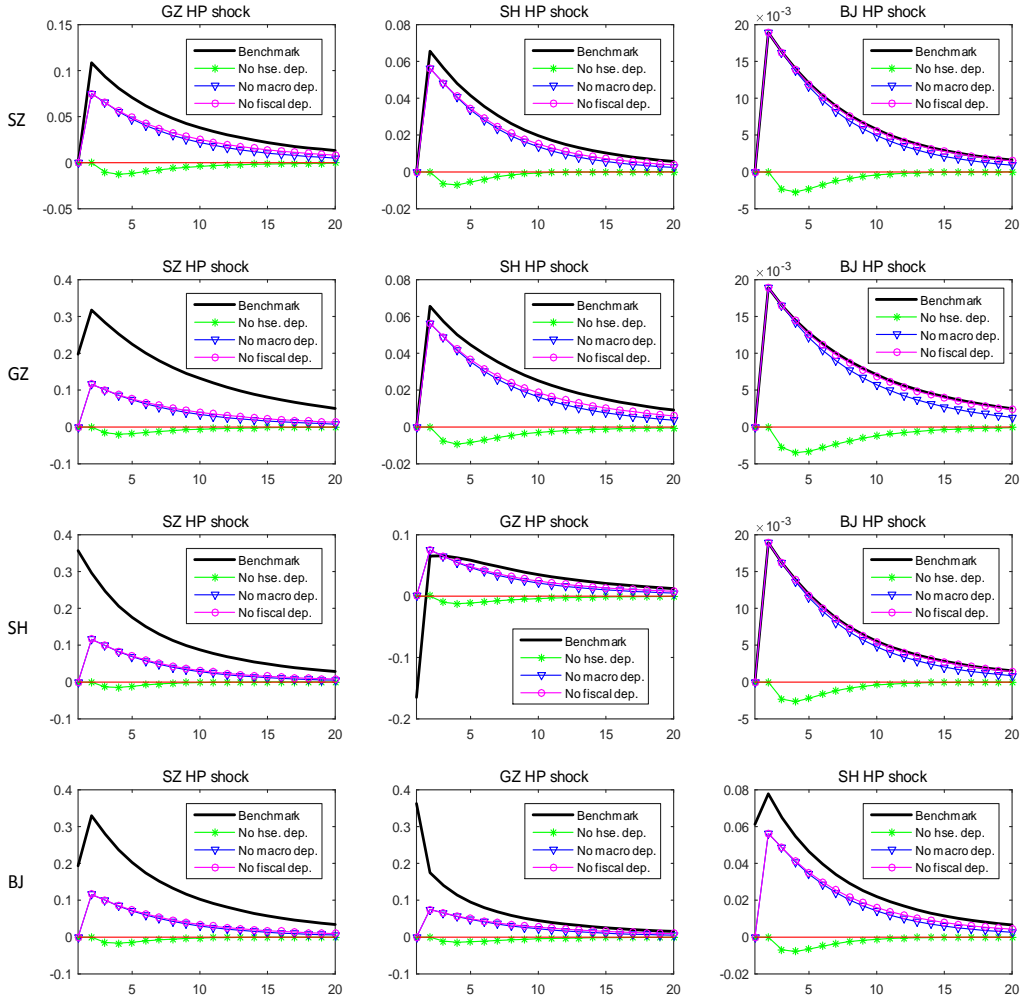 GZ HP shock
SH HP shock
BJ HP shock
SZ
0.15
0.1
0.05
0
-0.05
5 10 15 20
Benchmark
No hse. dep.
No macro dep.
No fiscal dep.
0.08
0.06
0.04
0.02
0
-0.02
5 10 15 20
Benchmark
No hse. dep.
No macro dep.
No fiscal dep.
20 × 10⁻³
15
10
5
0
-5
5 10 15 20
Benchmark
No hse. dep.
No macro dep.
No fiscal dep.
SZ HP shock
SH HP shock
BJ HP shock
GZ
0.4
0.3
0.2
0.1
0
-0.1
5 10 15 20
Benchmark
No hse. dep.
No macro dep.
No fiscal dep.
0.08
0.06
0.04
0.02
0
-0.02
5 10 15 20
Benchmark
No hse. dep.
No macro dep.
No fiscal dep.
20 × 10⁻³
15
10
5
0
-5
5 10 15 20
Benchmark
No hse. dep.
No macro dep.
No fiscal dep.
SZ HP shock
GZ HP shock
BJ HP shock
SH
0.4
0.3
0.2
0.1
0
-0.1
5 10 15 20
Benchmark
No hse. dep.
No macro dep.
No fiscal dep.
0.1
0
-0.1
-0.2
5 10 15 20
Benchmark
No hse. dep.
No macro dep.
No fiscal dep.
20 × 10⁻³
15
10
5
0
-5
5 10 15 20
Benchmark
No hse. dep.
No macro dep.
No fiscal dep.
SZ HP shock
GZ HP shock
SH HP shock
BJ
0.4
0.3
0.2
0.1
0
-0.1
5 10 15 20
Benchmark
No hse. dep.
No macro dep.
No fiscal dep.
0.4
0.3
0.2
0.1
0
-0.1
5 10 15 20
Benchmark
No hse. dep.
No macro dep.
No fiscal dep.
0.08
0.06
0.04
0.02
0
-0.02
5 10 15 20
Benchmark
No hse. dep.
No macro dep.
No fiscal dep.